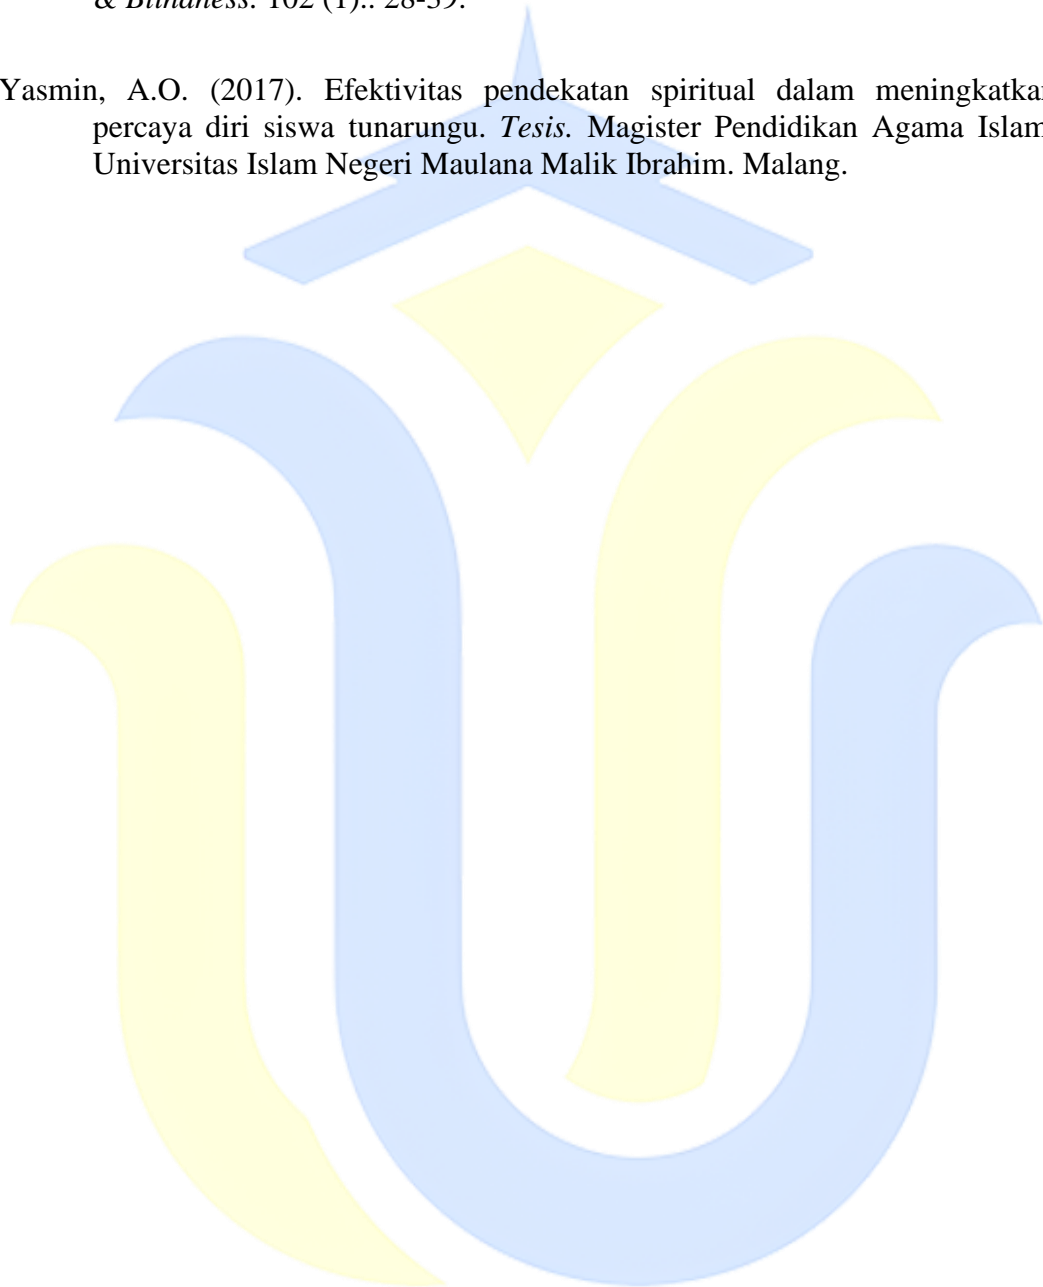 & Blindness. 102 (1).: 28-39.
Yasmin, A.O. (2017). Efektivitas pendekatan spiritual dalam meningkatkan
percaya diri siswa tunarungu. Tesis. Magister Pendidikan Agama Islam
Universitas Islam Negeri Maulana Malik Ibrahim. Malang.